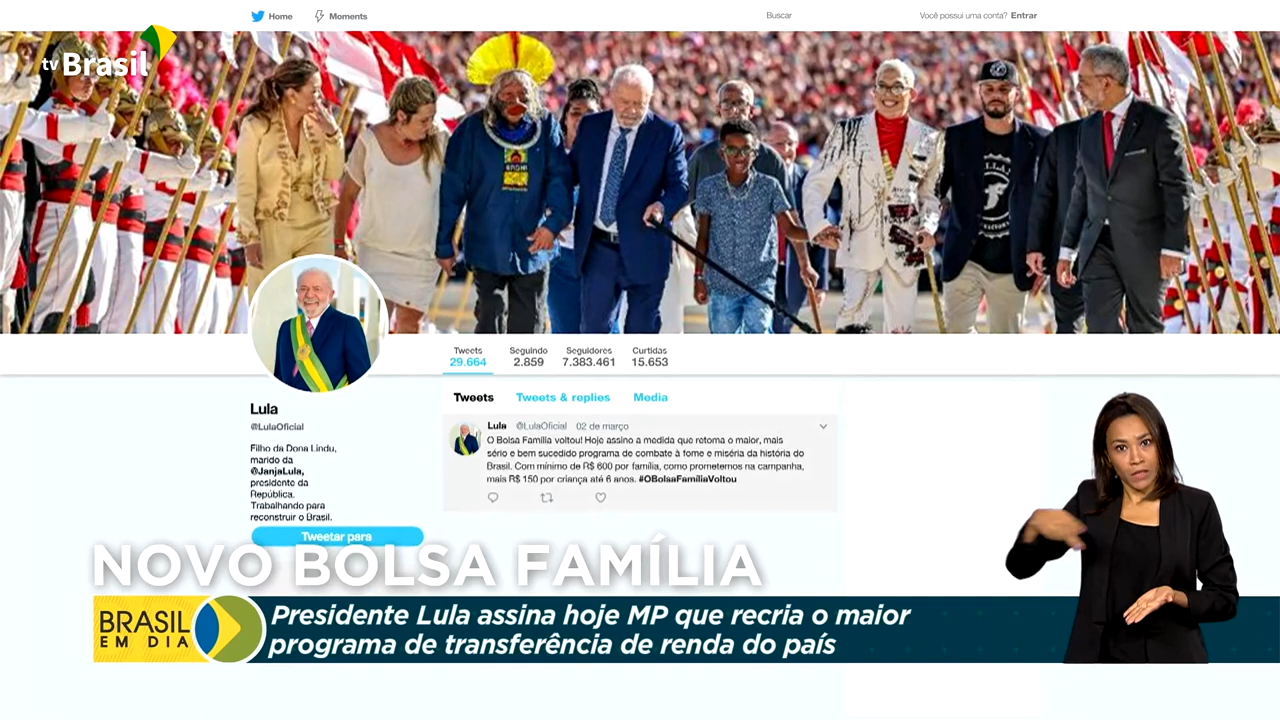 Home
Moments
Buscar
Você possui uma conta? Entrar
tv Brasil
Tweets
29.664
Seguindo
2.859
Seguidores
7.383.461
Curtidas
15.653
Lula
@LulaOficial
Filho da Dona Lindu,
marido da
@JanjaLula,
presidente da
República.
Trabalhando para
reconstruir o Brasil.
Tweetar para
Tweets
Tweets & replies
Media
Lula @LulaOficial 02 de março
O Bolsa Família voltou! Hoje assino a medida que retoma o maior, mais
sério e bem sucedido programa de combate à fome e miséria da história do
Brasil. Com mínimo de R$ 600 por família, como prometemos na campanha,
mais R$ 150 por criança até 6 anos. #OBolsaFamíliaVoltou
NOVO BOLSA FAMÍLIA
BRASIL
EM DIA
Presidente Lula assina hoje MP que recria o maior
programa de transferência de renda do país